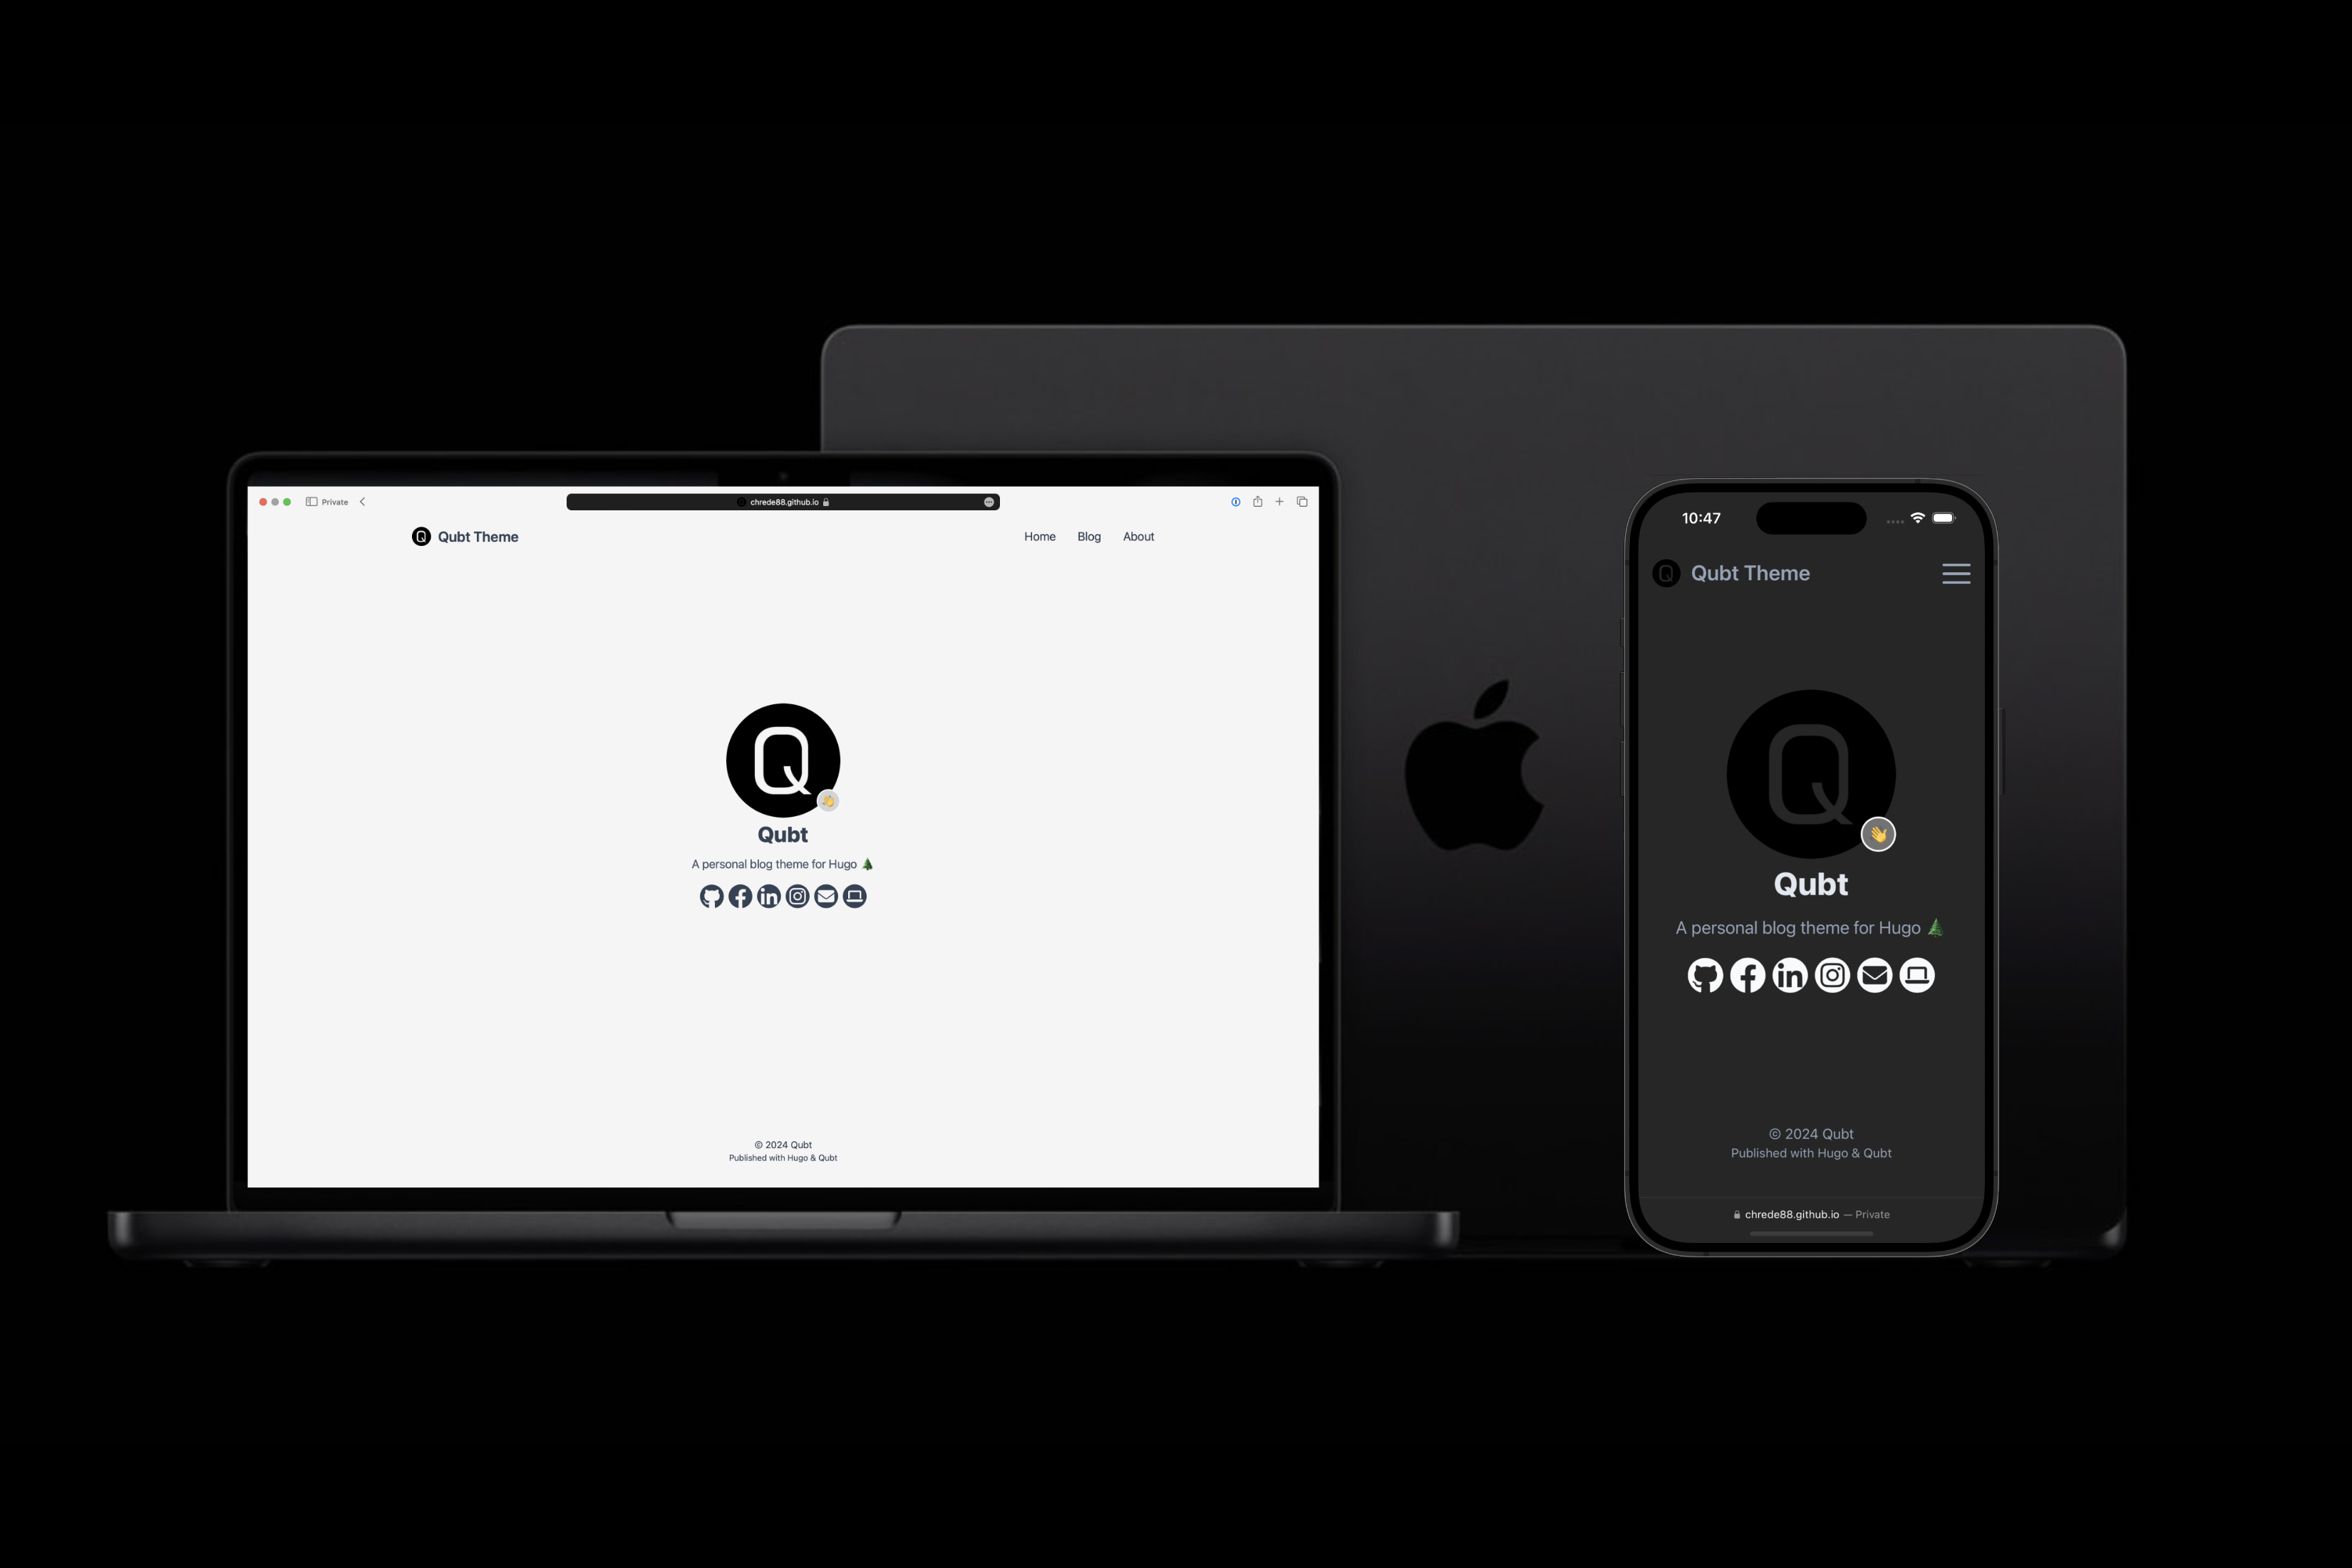 Private
chrede88.github.io
Qubt Theme
Home Blog About
Q
Qubt
A personal blog theme for Hugo 🌲
© 2024 Qubt
Published with Hugo & Qubt
10:47
Qubt Theme
Q
Qubt
A personal blog theme for Hugo 🌲
© 2024 Qubt
Published with Hugo & Qubt
chrede88.github.io — Private